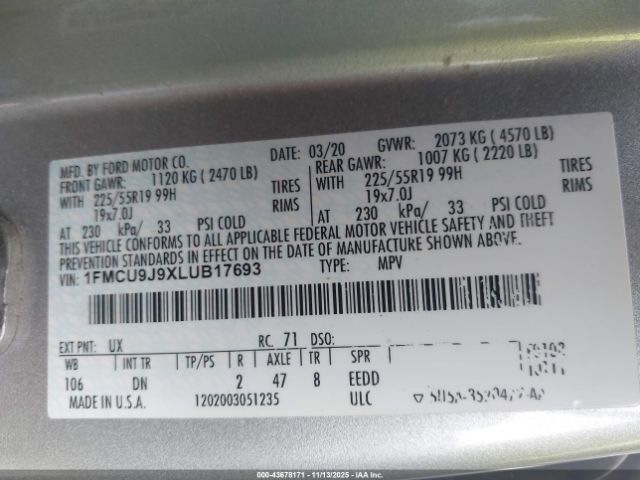 MFD. BY FORD MOTOR CO.
DATE: 03/20 GVWR: 2073 KG ( 4570 LB)
FRONT GAWR: 1120 KG ( 2470 LB)
REAR GAWR: 1007 KG ( 2220 LB)
WITH 225/55R19 99H TIRES
WITH 225/55R19 99H TIRES
19x7.0J RIMS
19x7.0J RIMS
AT 230 kPa/ 33 PSI COLD
AT 230 kPa/ 33 PSI COLD
THIS VEHICLE CONFORMS TO ALL APPLICABLE FEDERAL MOTOR VEHICLE SAFETY AND THEFT
PREVENTION STANDARDS IN EFFECT ON THE DATE OF MANUFACTURE SHOWN ABOVE.
VIN: 1FMCU9J9XLUB17693 TYPE: MPV
EXT PNT: UX RC: 71 DSO:
WB INT TR TP/PS R AXLE TR SPR
106 DN 2 47 8 EEDD
MADE IN U.S.A. 1202003051235 ULC
000-43678171 - 11/13/2025 - IAAHTX